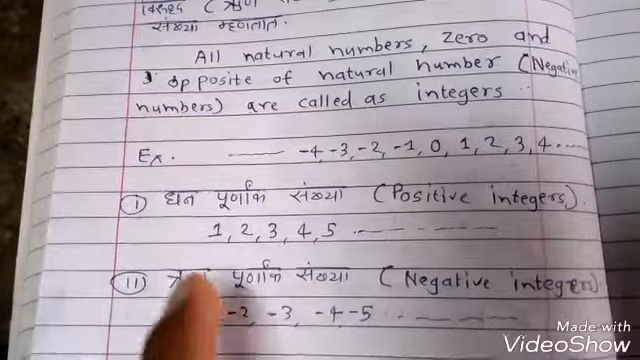 विरुद्ध ( ऋण
संख्या म्हणतात.
All natural numbers, zero and
opposite of natural number (Negative
numbers) are called as integers
Ex. -4, -3, -2, -1, 0, 1, 2, 3, 4 .....
(I) धन पूर्णांक संख्या (Positive integers).
1, 2, 3, 4, 5 .
(II) पूर्णांक संख्या (Negative integers)
-2, -3, -4 -5 ..
Made with
VideoShow